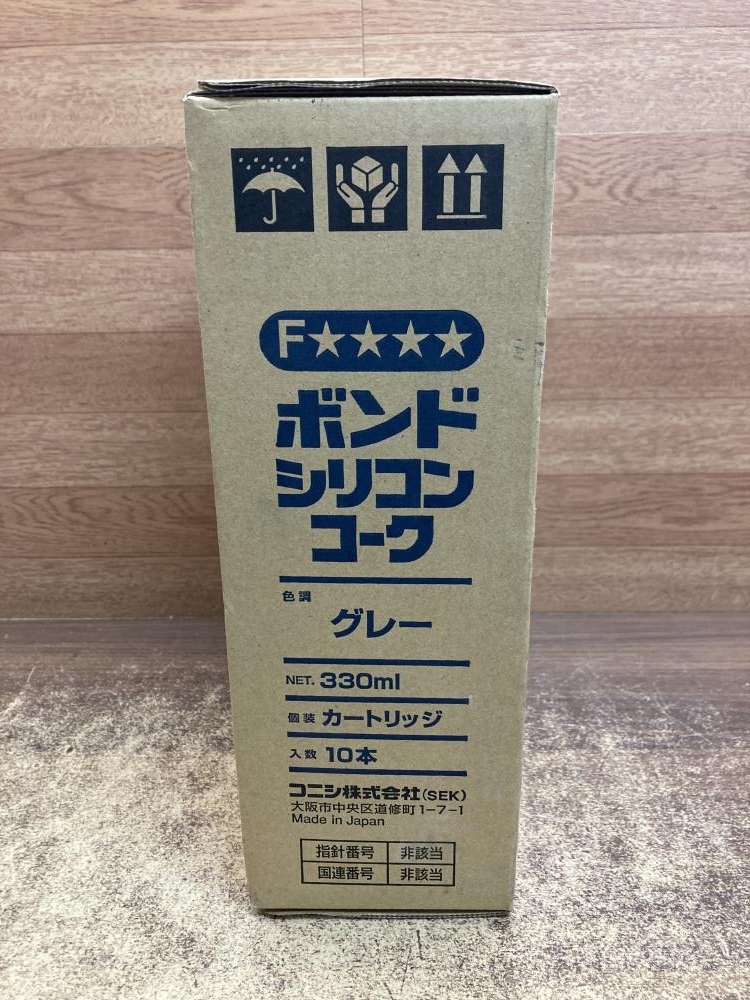 F★★★★
ボンド
シリコン
コーク
色調 グレー
NET. 330ml
個装 カートリッジ
入数 10本
コニシ株式会社(SEK)
大阪市中央区道修町1-7-1
Made in Japan
指針番号 非該当
国連番号 非該当